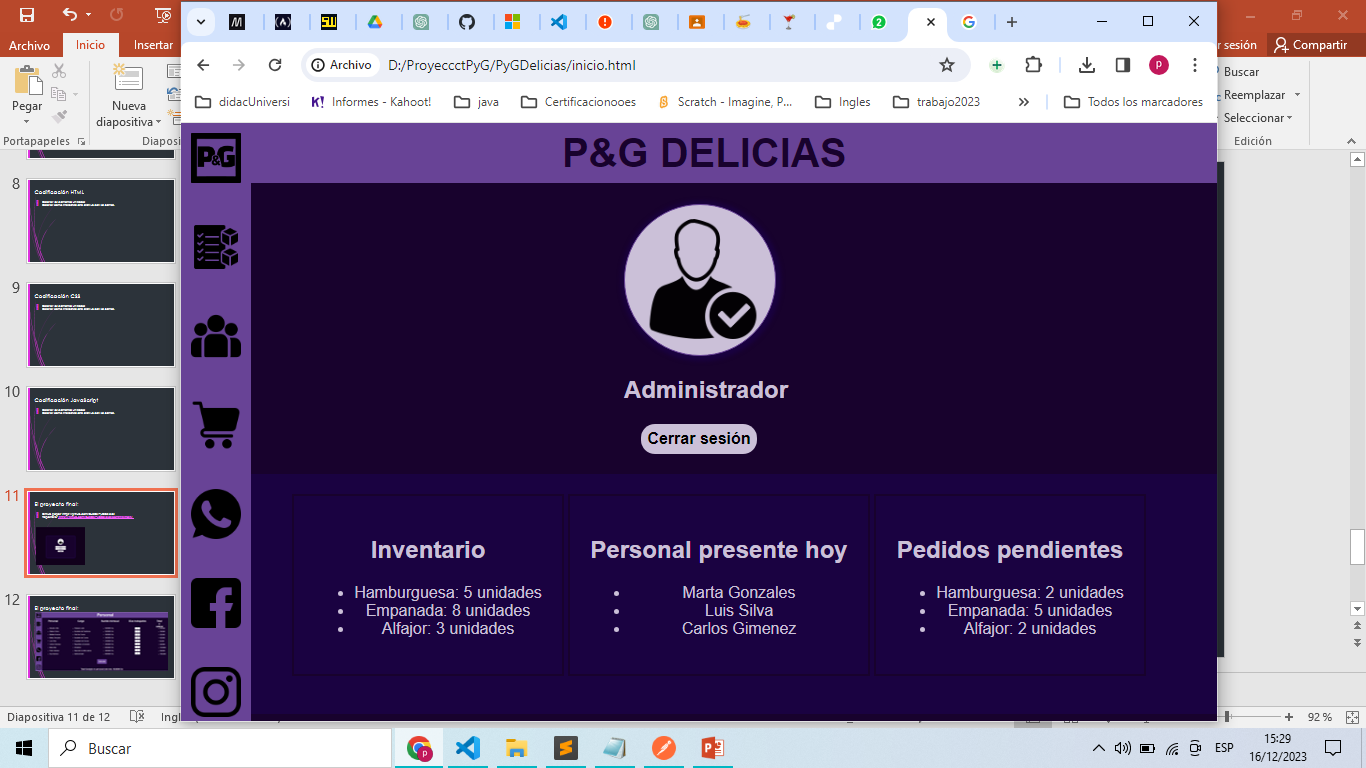 Archivo
Inicio
Insertar
sesión
Compartir
Pegar
Nueva
diapositiva
Portapapeles
Buscar
Reemplazar
Seleccionar
Edición
2
Archivo
D:/ProyeccctPyG/PyGDelicias/inicio.html
P
didacUniversi
K!
Informes - Kahoot!
java
Certificacionooes
Scratch - Imagine, P...
Ingles
trabajo2023
Todos los marcadores
P&G
P&G DELICIAS
Administrador
Cerrar sesión
Inventario
Hamburguesa: 5 unidades
Empanada: 8 unidades
Alfajor: 3 unidades
Personal presente hoy
Marta Gonzales
Luis Silva
Carlos Gimenez
Pedidos pendientes
Hamburguesa: 2 unidades
Empanada: 5 unidades
Alfajor: 2 unidades
8
Codificación HTML
9
Codificación CSS
10
Codificación JavaScript
11
El proyecto final:
12
El proyecto final:
Personal
Diapositiva 11 de 12
92 %
Buscar
ESP
15:29
16/12/2023